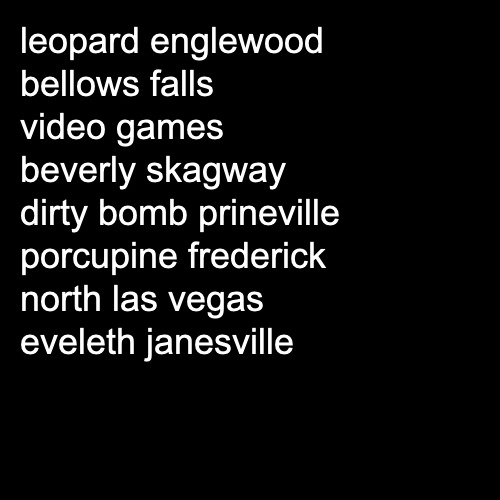 leopard englewood
bellows falls
video games
beverly skagway
dirty bomb prineville
porcupine frederick
north las vegas
eveleth janesville